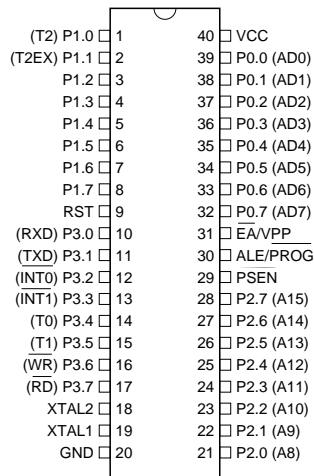 (T2) P1.0 1 40 VCC
(T2EX) P1.1 2 39 P0.0 (AD0)
P1.2 3 38 P0.1 (AD1)
P1.3 4 37 P0.2 (AD2)
P1.4 5 36 P0.3 (AD3)
P1.5 6 35 P0.4 (AD4)
P1.6 7 34 P0.5 (AD5)
P1.7 8 33 P0.6 (AD6)
RST 9 32 P0.7 (AD7)
(RXD) P3.0 10 31 EA/VPP
(TXD) P3.1 11 30 ALE/PROG
(INT0) P3.2 12 29 PSEN
(INT1) P3.3 13 28 P2.7 (A15)
(T0) P3.4 14 27 P2.6 (A14)
(T1) P3.5 15 26 P2.5 (A13)
(WR) P3.6 16 25 P2.4 (A12)
(RD) P3.7 17 24 P2.3 (A11)
XTAL2 18 23 P2.2 (A10)
XTAL1 19 22 P2.1 (A9)
GND 20 21 P2.0 (A8)